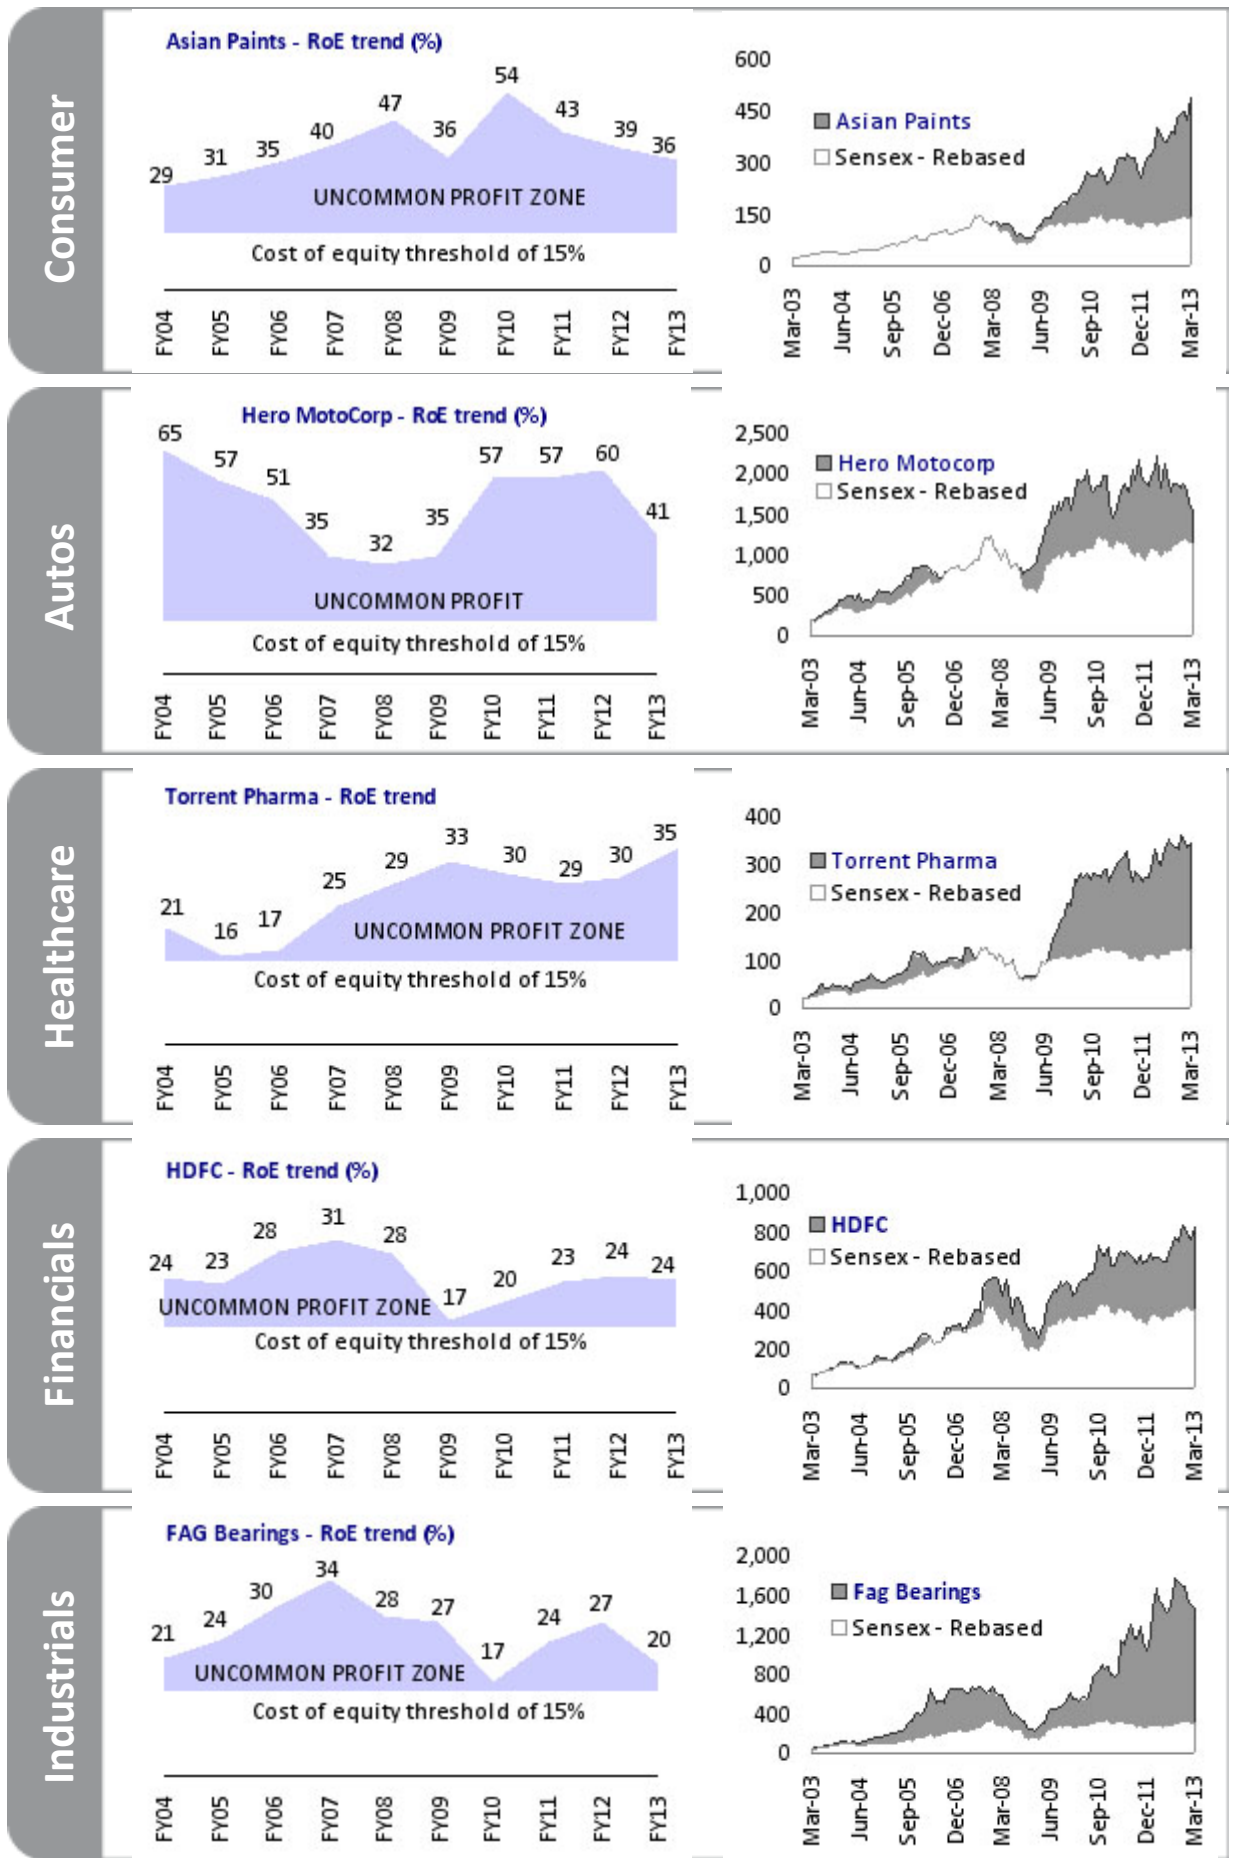 Consumer
Asian Paints - RoE trend (%)
29
31
35
40
47
36
54
43
39
36
UNCOMMON PROFIT ZONE
Cost of equity threshold of 15%
FY04
FY05
FY06
FY07
FY08
FY09
FY10
FY11
FY12
FY13
600
450
300
150
0
Asian Paints
Sensex - Rebased
Mar-03
Jun-04
Sep-05
Dec-06
Mar-08
Jun-09
Sep-10
Dec-11
Mar-13
Autos
Hero MotoCorp - RoE trend (%)
65
57
51
35
32
35
57
57
60
41
UNCOMMON PROFIT
Cost of equity threshold of 15%
FY04
FY05
FY06
FY07
FY08
FY09
FY10
FY11
FY12
FY13
2,500
2,000
1,500
1,000
500
0
Hero Motocorp
Sensex - Rebased
Mar-03
Jun-04
Sep-05
Dec-06
Mar-08
Jun-09
Sep-10
Dec-11
Mar-13
Healthcare
Torrent Pharma - RoE trend
21
16
17
25
29
33
30
29
30
35
UNCOMMON PROFIT ZONE
Cost of equity threshold of 15%
FY04
FY05
FY06
FY07
FY08
FY09
FY10
FY11
FY12
FY13
400
300
200
100
0
Torrent Pharma
Sensex - Rebased
Mar-03
Jun-04
Sep-05
Dec-06
Mar-08
Jun-09
Sep-10
Dec-11
Mar-13
Financials
HDFC - RoE trend (%)
24
23
28
31
28
17
20
23
24
24
UNCOMMON PROFIT ZONE
Cost of equity threshold of 15%
FY04
FY05
FY06
FY07
FY08
FY09
FY10
FY11
FY12
FY13
1,000
800
600
400
200
0
HDFC
Sensex - Rebased
Mar-03
Jun-04
Sep-05
Dec-06
Mar-08
Jun-09
Sep-10
Dec-11
Mar-13
Industrials
FAG Bearings - RoE trend (%)
21
24
30
34
28
27
17
24
27
20
UNCOMMON PROFIT ZONE
Cost of equity threshold of 15%
FY04
FY05
FY06
FY07
FY08
FY09
FY10
FY11
FY12
FY13
2,000
1,600
1,200
800
400
0
Fag Bearings
Sensex - Rebased
Mar-03
Jun-04
Sep-05
Dec-06
Mar-08
Jun-09
Sep-10
Dec-11
Mar-13